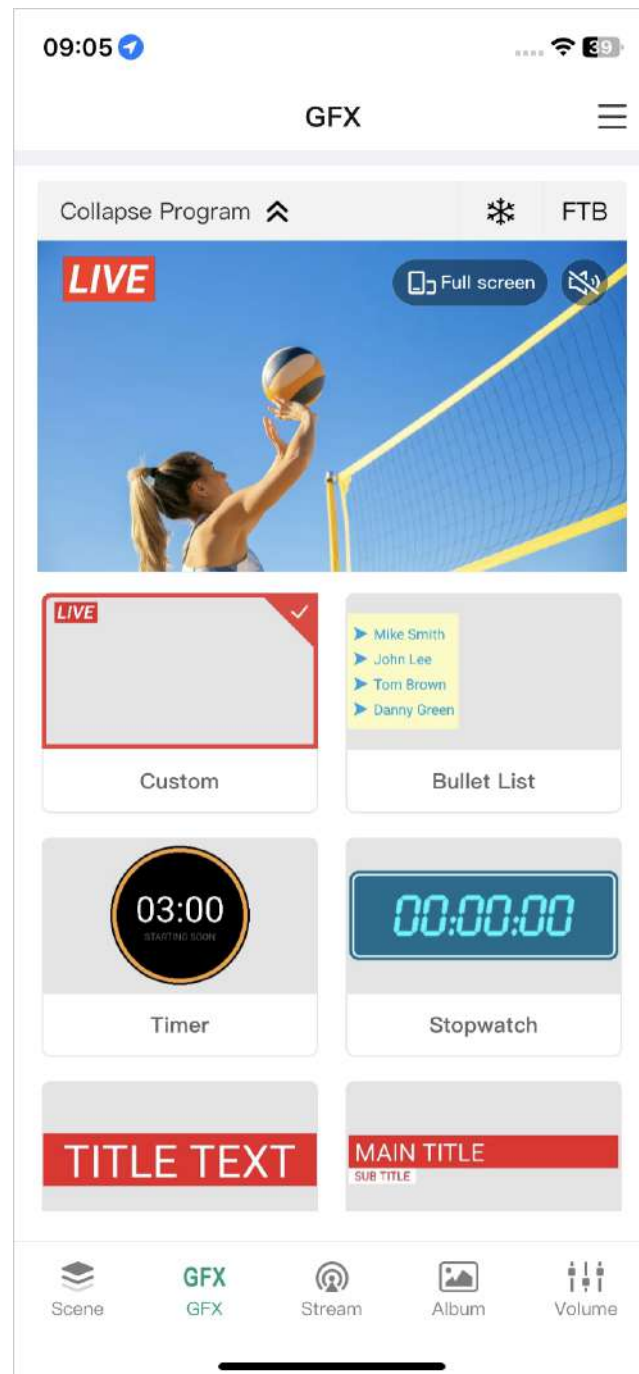 09:05
39
GFX
Collapse Program
FTB
LIVE
Full screen
LIVE
Mike Smith
John Lee
Tom Brown
Danny Green
Custom
Bullet List
03:00
STARTING SOON
00:00:00
Timer
Stopwatch
TITLE TEXT
MAIN TITLE
SUB TITLE
GFX
Scene
GFX
Stream
Album
Volume